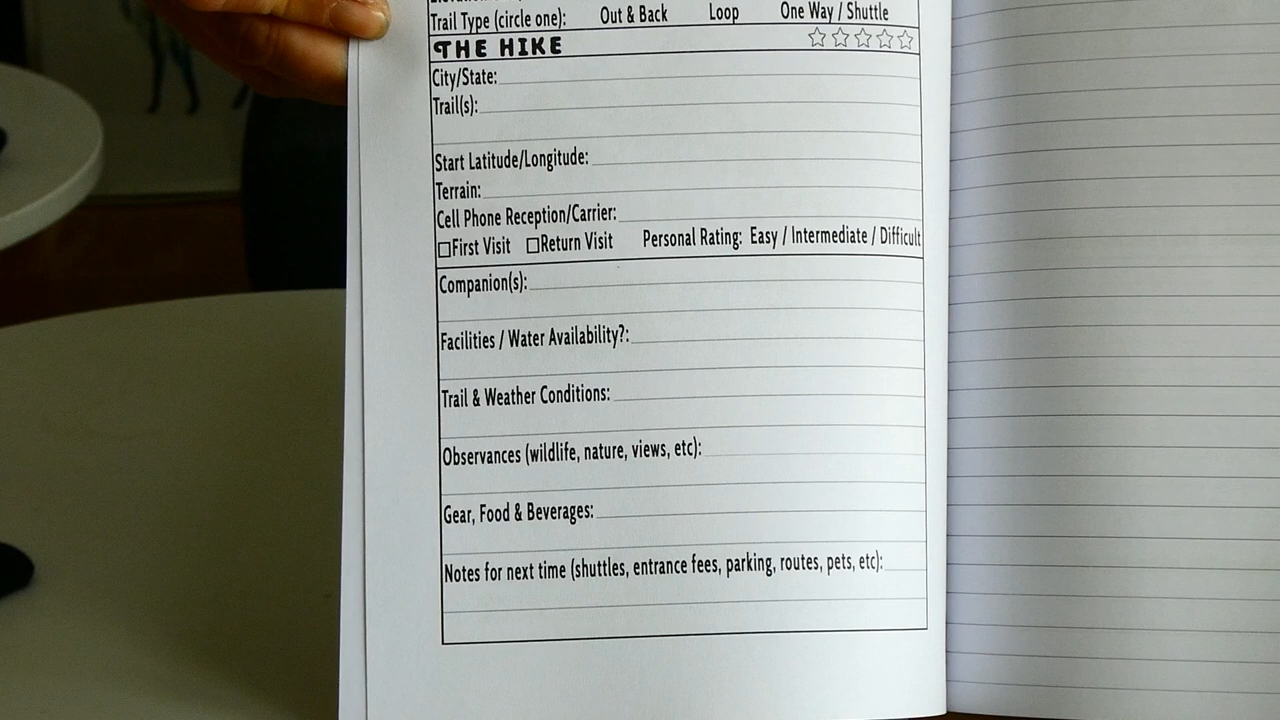 Trail Type (circle one): Out & Back Loop One Way / Shuttle
THE HIKE
City/State:
Trail(s):
Start Latitude/Longitude:
Terrain:
Cell Phone Reception/Carrier:
First Visit Return Visit Personal Rating: Easy / Intermediate / Difficult
Companion(s):
Facilities / Water Availability?:
Trail & Weather Conditions:
Observances (wildlife, nature, views, etc):
Gear, Food & Beverages:
Notes for next time (shuttles, entrance fees, parking, routes, pets, etc):